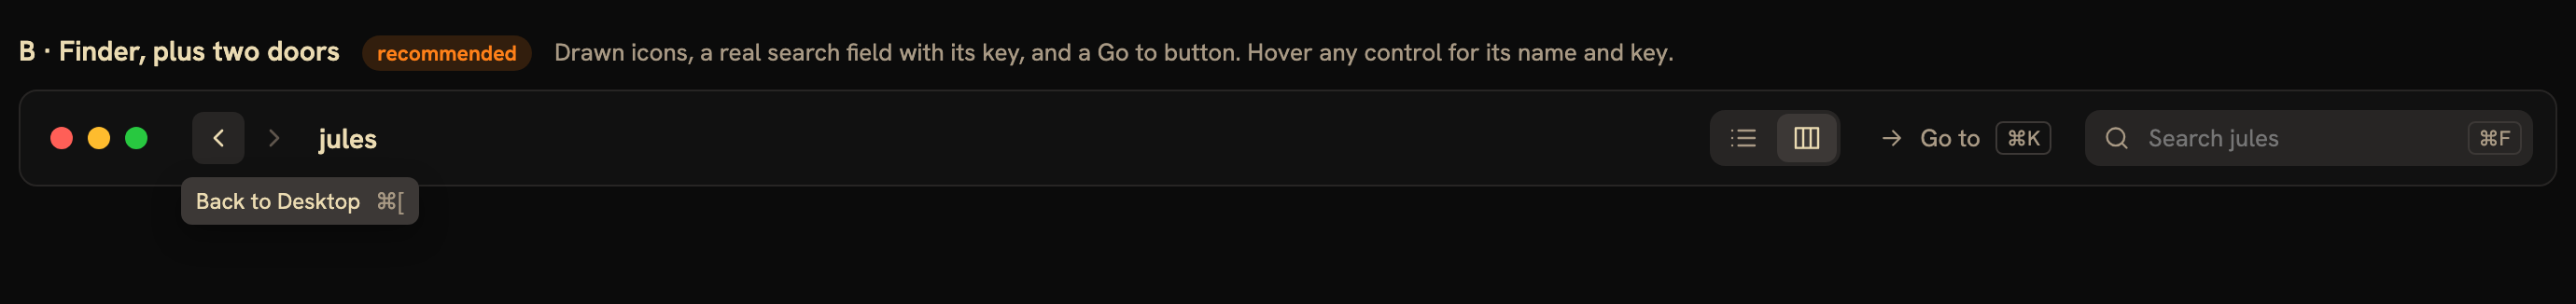 B · Finder, plus two doors recommended Drawn icons, a real search field with its key, and a Go to button. Hover any control for its name and key.
jules Go to ⌘K Search jules ⌘F
Back to Desktop ⌘[